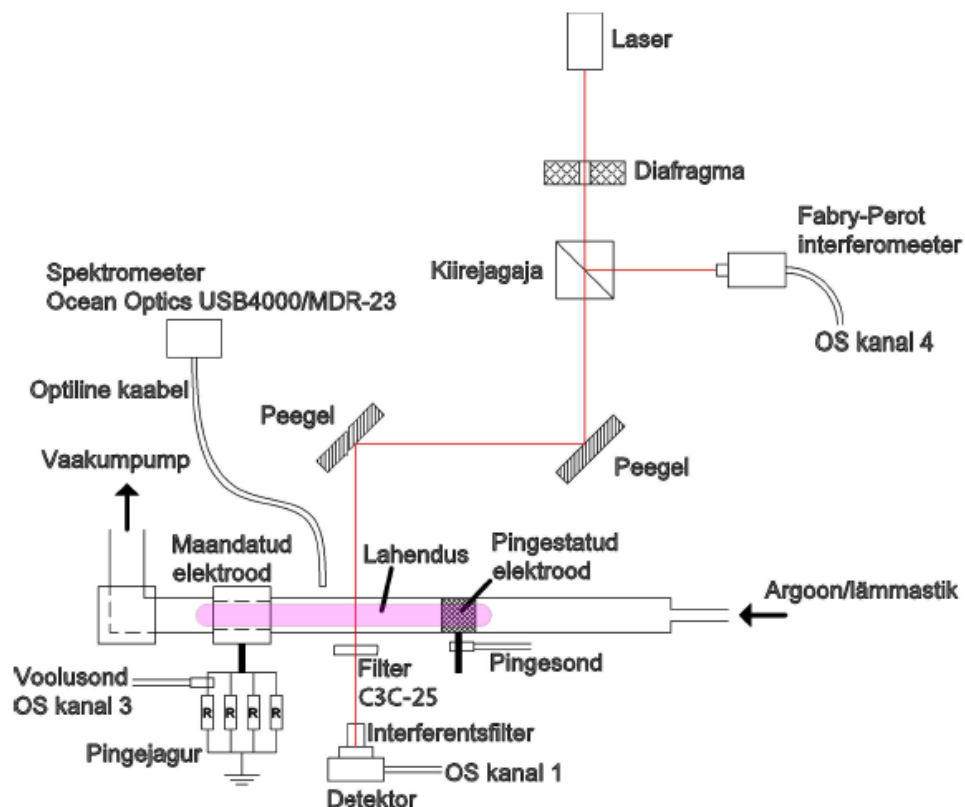 Laser
Diafragma
Fabry-Perot
interferomeeter
Kiirejagaja
OS kanal 4
Spektromeeter
Ocean Optics USB4000/MDR-23
Optiline kaabel
Peegel
Peegel
Vaakumpump
Maandatud
elektrood
Lahendus
Pingestatud
elektrood
Argoon/lämmastik
Voolusond
OS kanal 3
R R R R
Pingejagur
Filter
C3C-25
Pingesond
Interferentsfilter
OS kanal 1
Detektor